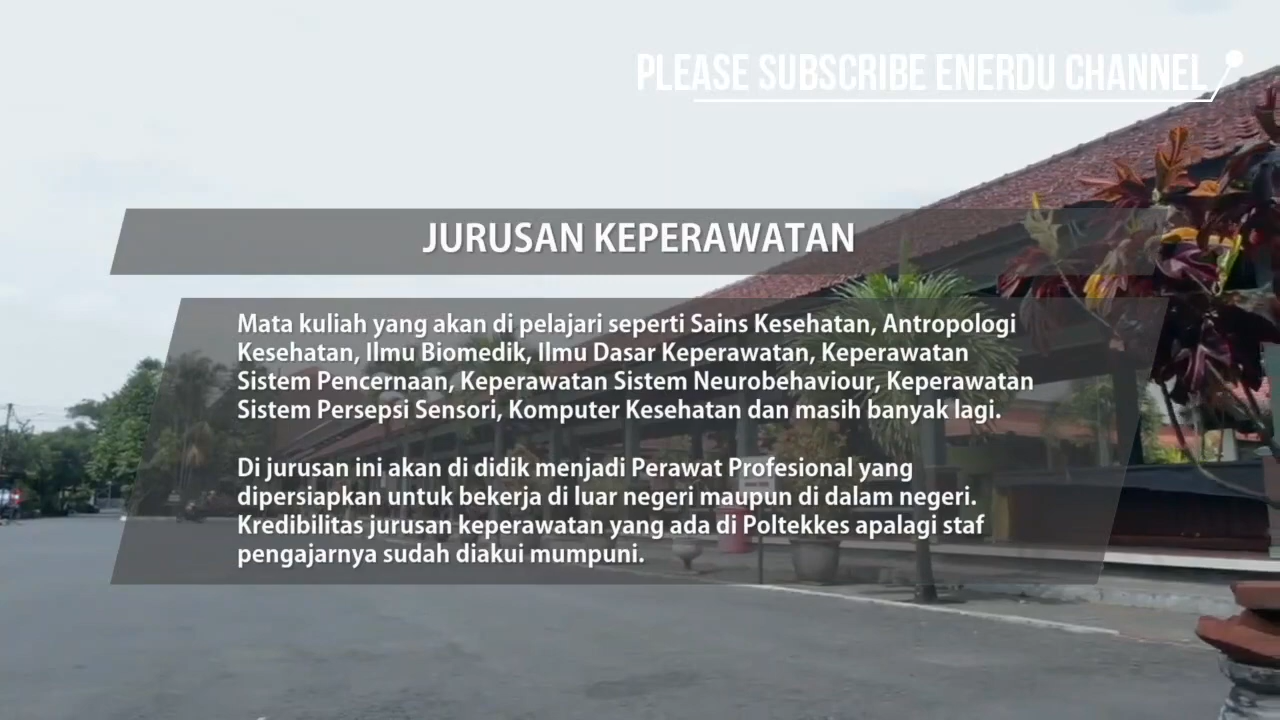 PLEASE SUBSCRIBE ENERDU CHANNEL
JURUSAN KEPERAWATAN
Mata kuliah yang akan di pelajari seperti Sains Kesehatan, Antropologi
Kesehatan, Ilmu Biomedik, Ilmu Dasar Keperawatan, Keperawatan
Sistem Pencernaan, Keperawatan Sistem Neurobehaviour, Keperawatan
Sistem Persepsi Sensori, Komputer Kesehatan dan masih banyak lagi.
Di jurusan ini akan di didik menjadi Perawat Profesional yang
dipersiapkan untuk bekerja di luar negeri maupun di dalam negeri.
Kredibilitas jurusan keperawatan yang ada di Poltekkes apalagi staf
pengajarnya sudah diakui mumpuni.